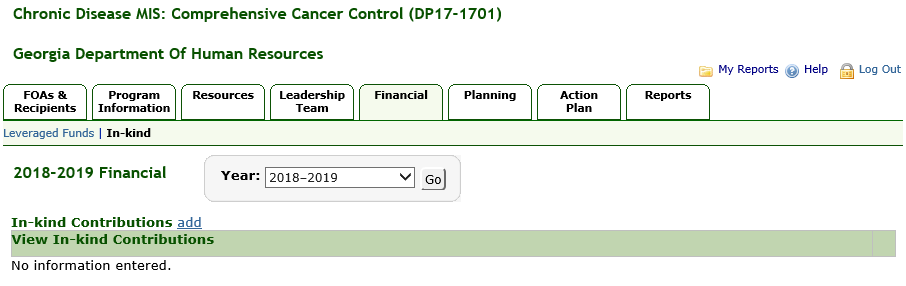 Chronic Disease MIS: Comprehensive Cancer Control (DP17-1701)
Georgia Department Of Human Resources
My Reports Help Log Out
FOAs & Recipients Program Information Resources Leadership Team Financial Planning Action Plan Reports
Leveraged Funds | In-kind
2018-2019 Financial Year: 2018–2019 Go
In-kind Contributions add
View In-kind Contributions
No information entered.